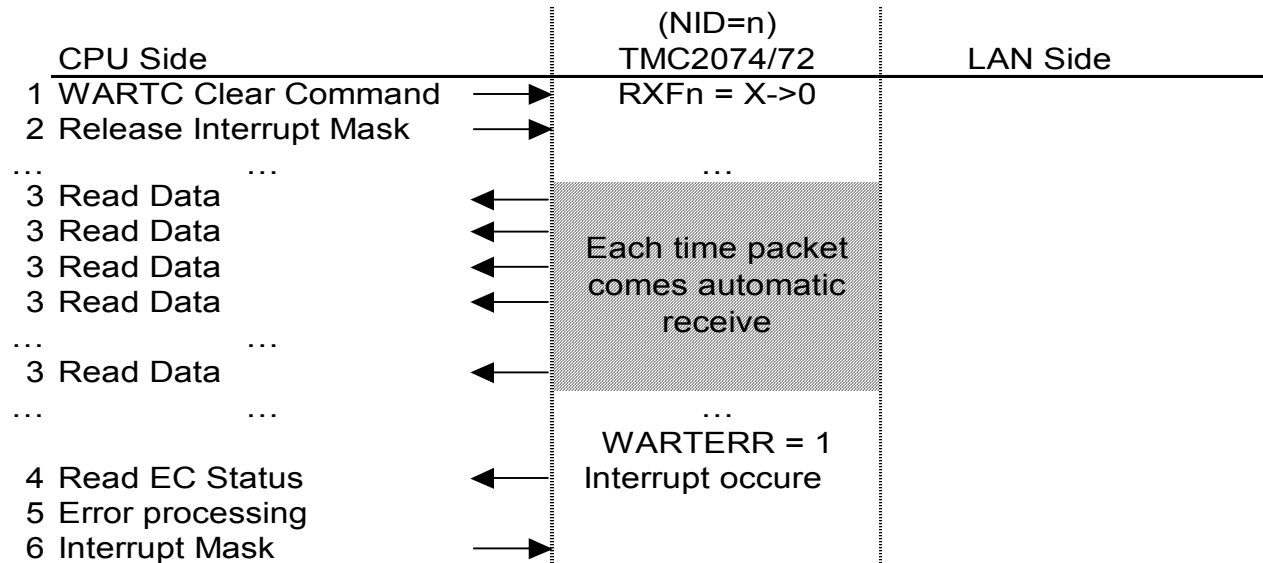 (NID=n)
CPU Side TMC2074/72 LAN Side
1 WARTC Clear Command RXFn = X->0
2 Release Interrupt Mask
... ... ...
3 Read Data
3 Read Data
3 Read Data
3 Read Data
Each time packet
comes automatic
receive
... ...
3 Read Data
... ... ...
WARTERR = 1
4 Read EC Status Interrupt occure
5 Error processing
6 Interrupt Mask